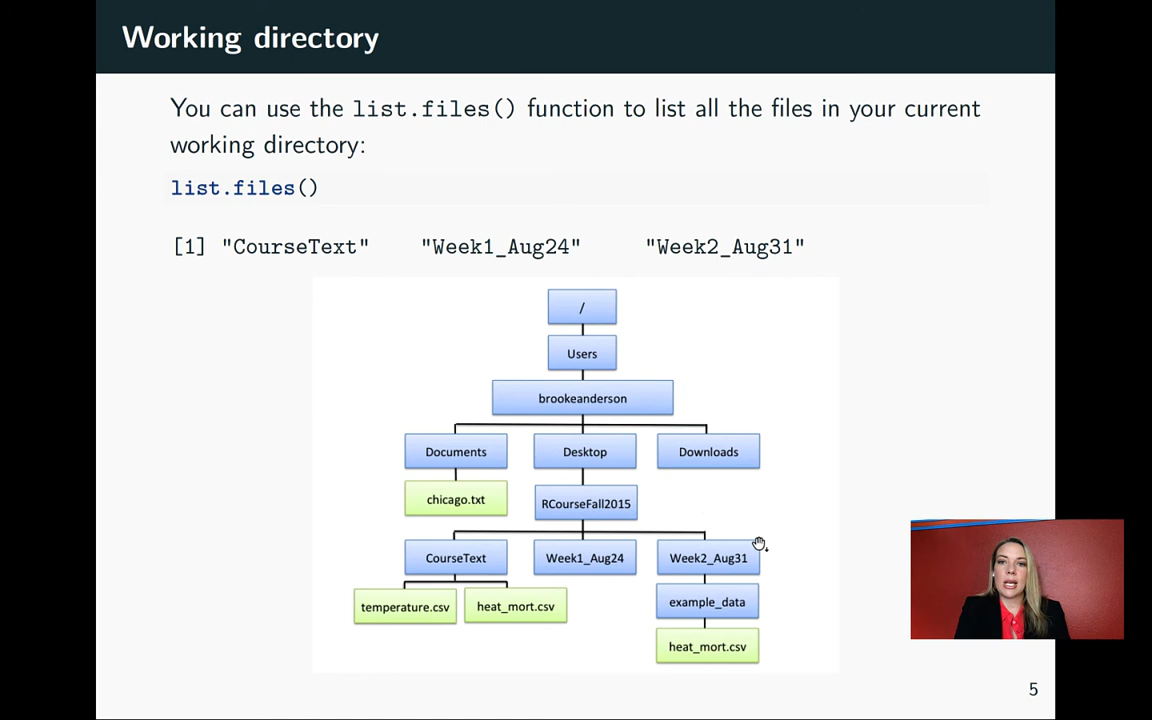 Working directory
You can use the list.files() function to list all the files in your current
working directory:
list.files()
[1] "CourseText" "Week1_Aug24" "Week2_Aug31"
/
Users
brookeanderson
Documents Desktop Downloads
chicago.txt RCourseFall2015
CourseText Week1_Aug24 Week2_Aug31
temperature.csv heat_mort.csv example_data
heat_mort.csv
5